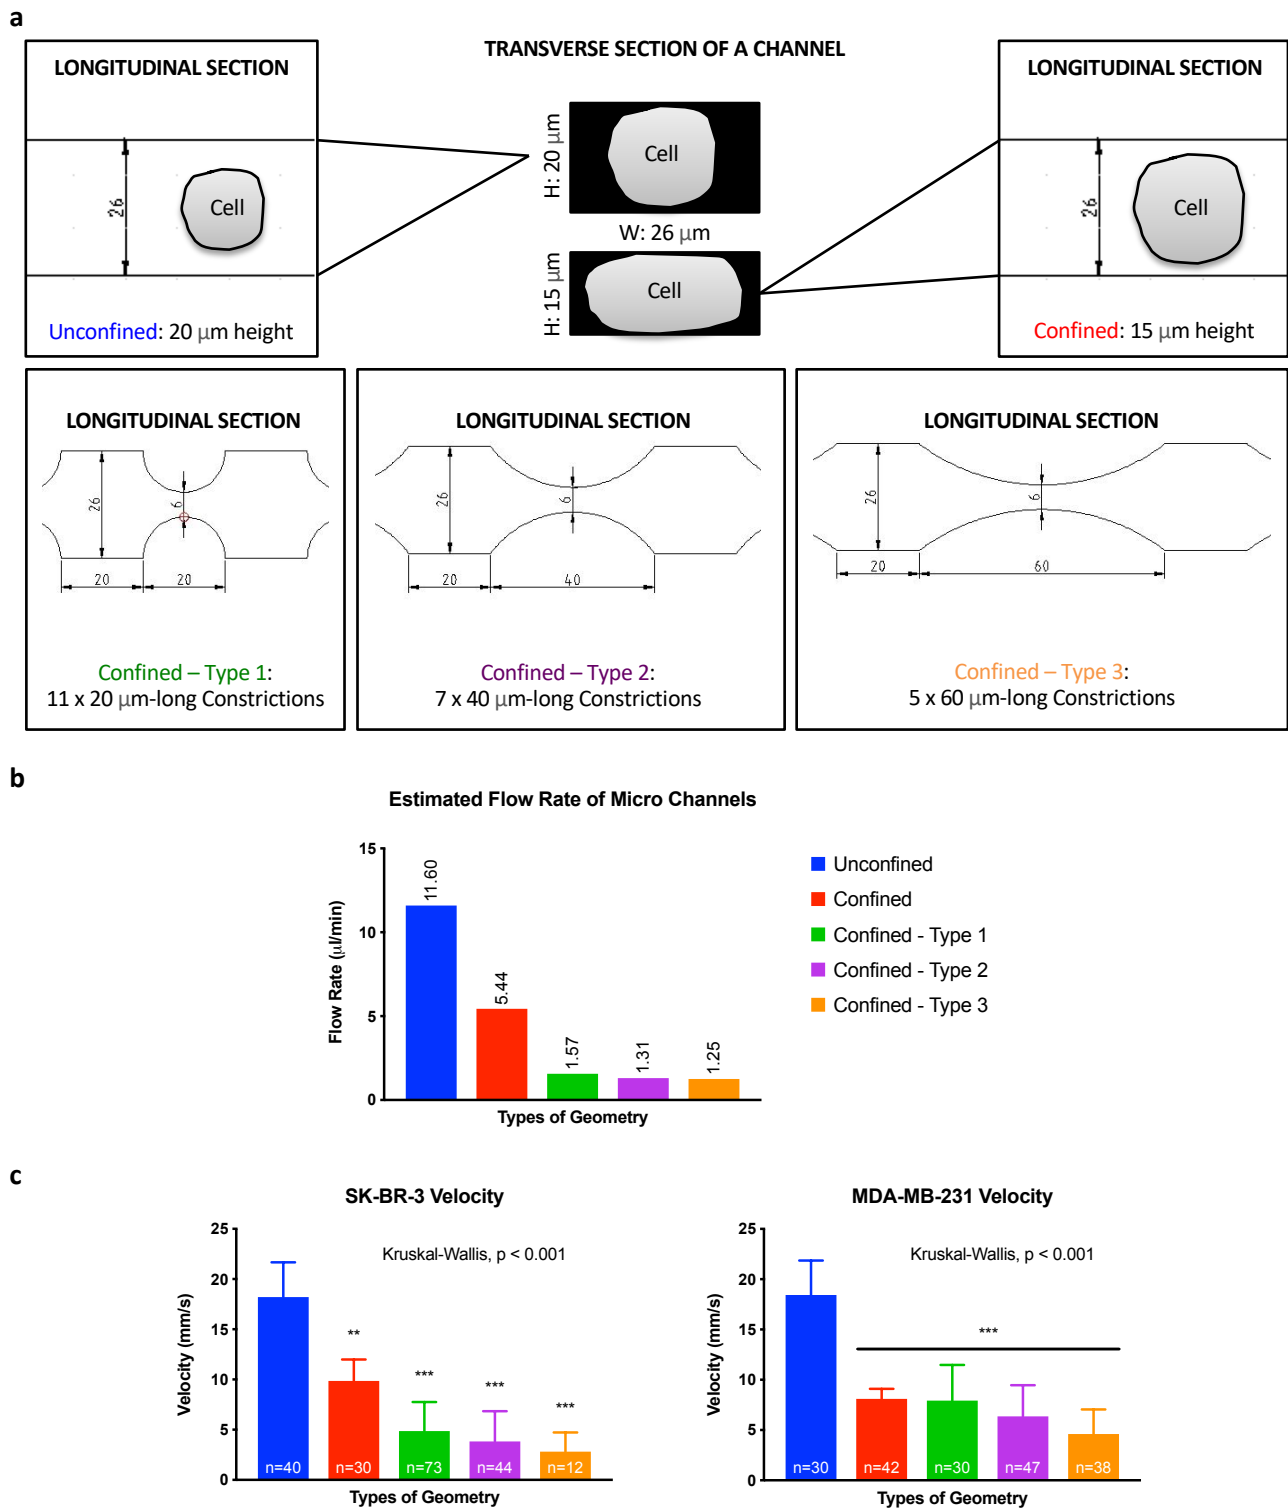 a
TRANSVERSE SECTION OF A CHANNEL
LONGITUDINAL SECTION
26
Cell
Unconfined: 20 μm height
H: 20 μm
Cell
W: 26 μm
H: 15 μm
Cell
LONGITUDINAL SECTION
26
Cell
Confined: 15 μm height
LONGITUDINAL SECTION
26
6
20
20
Confined – Type 1:
11 x 20 μm-long Constrictions
LONGITUDINAL SECTION
26
6
20
40
Confined – Type 2:
7 x 40 μm-long Constrictions
LONGITUDINAL SECTION
26
6
20
60
Confined – Type 3:
5 x 60 μm-long Constrictions
b
Estimated Flow Rate of Micro Channels
Flow Rate (μl/min)
15
10
5
0
11.60
5.44
1.57
1.31
1.25
Types of Geometry
Unconfined
Confined
Confined - Type 1
Confined - Type 2
Confined - Type 3
c
SK-BR-3 Velocity
Kruskal-Wallis, p < 0.001
Velocity (mm/s)
25
20
15
10
5
0
**
***
***
***
n=40
n=30
n=73
n=44
n=12
Types of Geometry
MDA-MB-231 Velocity
Kruskal-Wallis, p < 0.001
Velocity (mm/s)
25
20
15
10
5
0
***
n=30
n=42
n=30
n=47
n=38
Types of Geometry